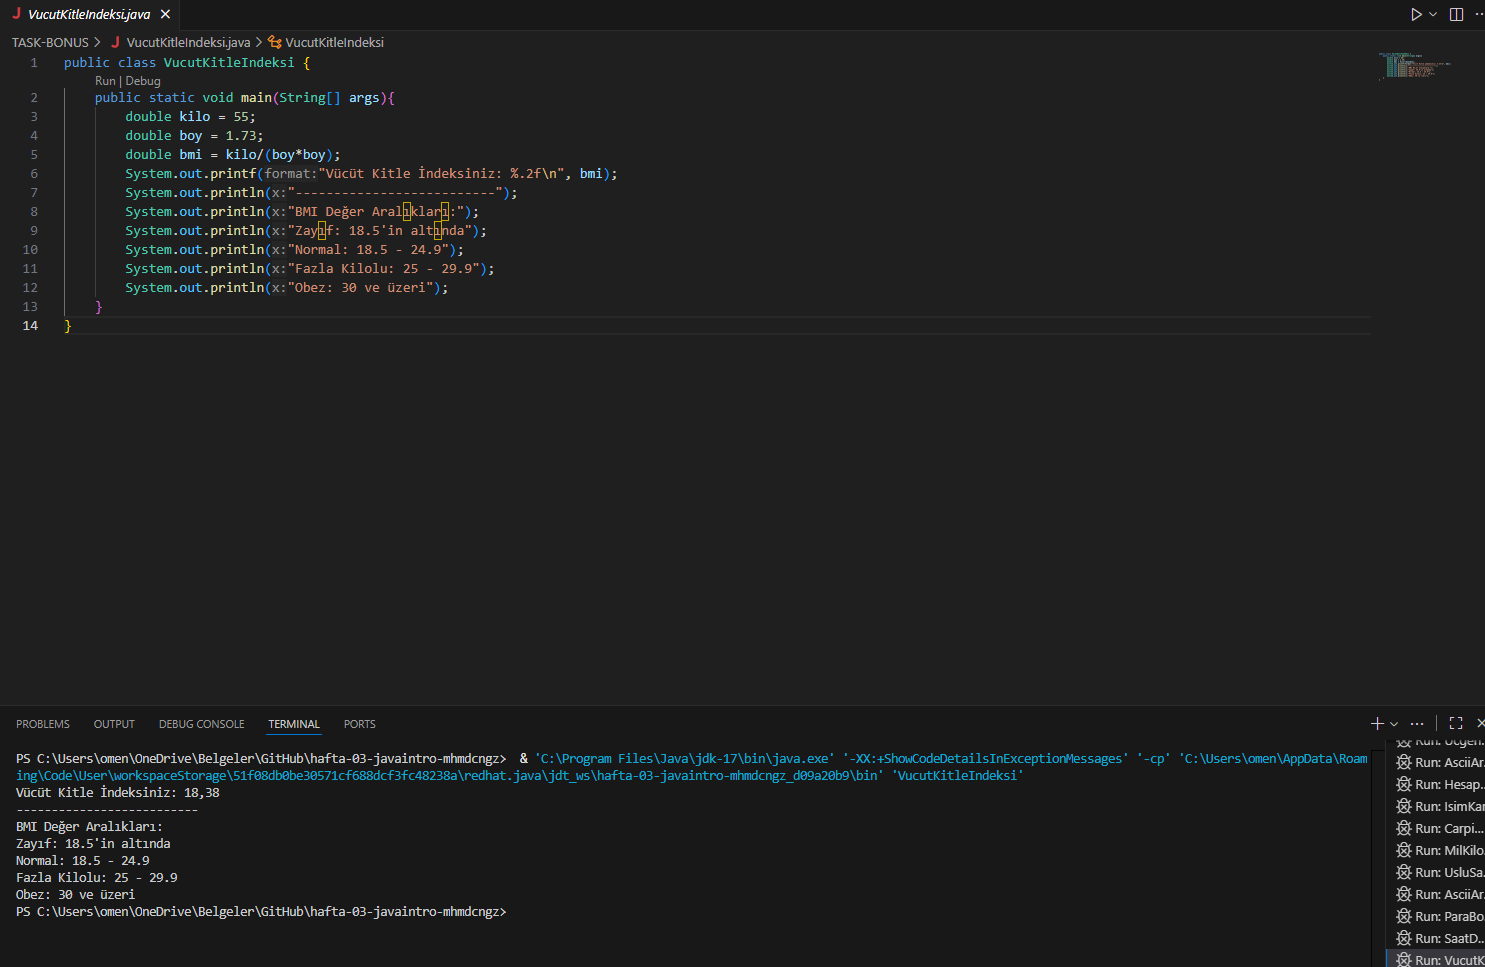 VucutKitleIndeksi.java
TASK-BONUS > VucutKitleIndeksi.java > VucutKitleIndeksi
1 public class VucutKitleIndeksi {
Run | Debug
2 public static void main(String[] args){
3 double kilo = 55;
4 double boy = 1.73;
5 double bmi = kilo/(boy*boy);
6 System.out.printf(format:"Vücüt Kitle İndeksiniz: %.2f\n", bmi);
7 System.out.println(x:"--------------------------");
8 System.out.println(x:"BMI Değer Aralıkları:");
9 System.out.println(x:"Zayıf: 18.5'in altında");
10 System.out.println(x:"Normal: 18.5 - 24.9");
11 System.out.println(x:"Fazla Kilolu: 25 - 29.9");
12 System.out.println(x:"Obez: 30 ve üzeri");
13 }
14 }
PROBLEMS OUTPUT DEBUG CONSOLE TERMINAL PORTS
PS C:\Users\omen\OneDrive\Belgeler\GitHub\hafta-03-javaintro-mhmdcngz> & 'C:\Program Files\Java\jdk-17\bin\java.exe' '-XX:+ShowCodeDetailsInExceptionMessages' '-cp' 'C:\Users\omen\AppData\Roam
ing\Code\User\workspaceStorage\51f08db0be30571cf688dcf3fc48238a\redhat.java\jdt_ws\hafta-03-javaintro-mhmdcngz_d09a20b9\bin' 'VucutKitleIndeksi'
Vücüt Kitle İndeksiniz: 18,38
--------------------------
BMI Değer Aralıkları:
Zayıf: 18.5'in altında
Normal: 18.5 - 24.9
Fazla Kilolu: 25 - 29.9
Obez: 30 ve üzeri
PS C:\Users\omen\OneDrive\Belgeler\GitHub\hafta-03-javaintro-mhmdcngz>
Run: Ucgen..
Run: AsciiAr.
Run: Hesap..
Run: IsimKar
Run: Carpi...
Run: MilKilo.
Run: UsluSa.
Run: AsciiAr.
Run: ParaBo.
Run: SaatD..
Run: VucutK